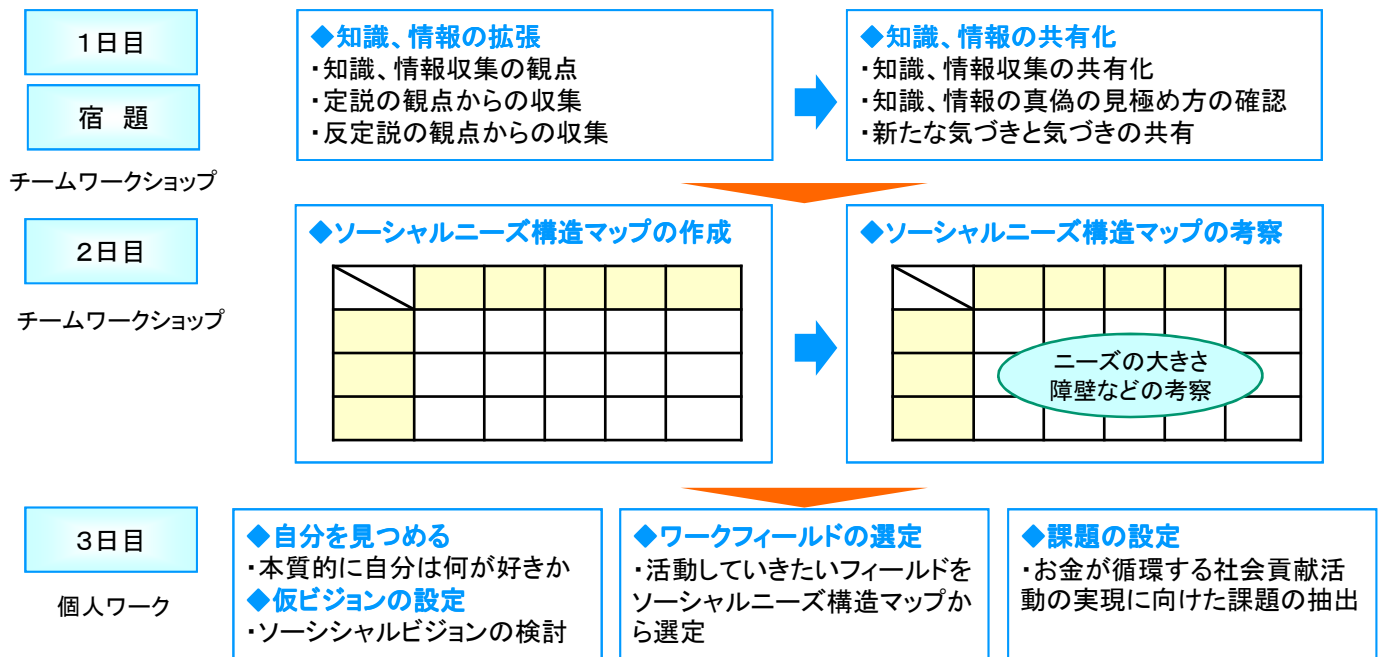 1日目
宿 題
チームワークショップ
◆知識、情報の拡張
・知識、情報収集の観点
・定説の観点からの収集
・反定説の観点からの収集
◆知識、情報の共有化
・知識、情報収集の共有化
・知識、情報の真偽の見極め方の確認
・新たな気づきと気づきの共有
2日目
チームワークショップ
◆ソーシャルニーズ構造マップの作成
◆ソーシャルニーズ構造マップの考察
ニーズの大きさ
障壁などの考察
3日目
個人ワーク
◆自分を見つめる
・本質的に自分は何が好きか
◆仮ビジョンの設定
・ソーシシャルビジョンの検討
◆ワークフィールドの選定
・活動していきたいフィールドを
ソーシャルニーズ構造マップか
ら選定
◆課題の設定
・お金が循環する社会貢献活
動の実現に向けた課題の抽出